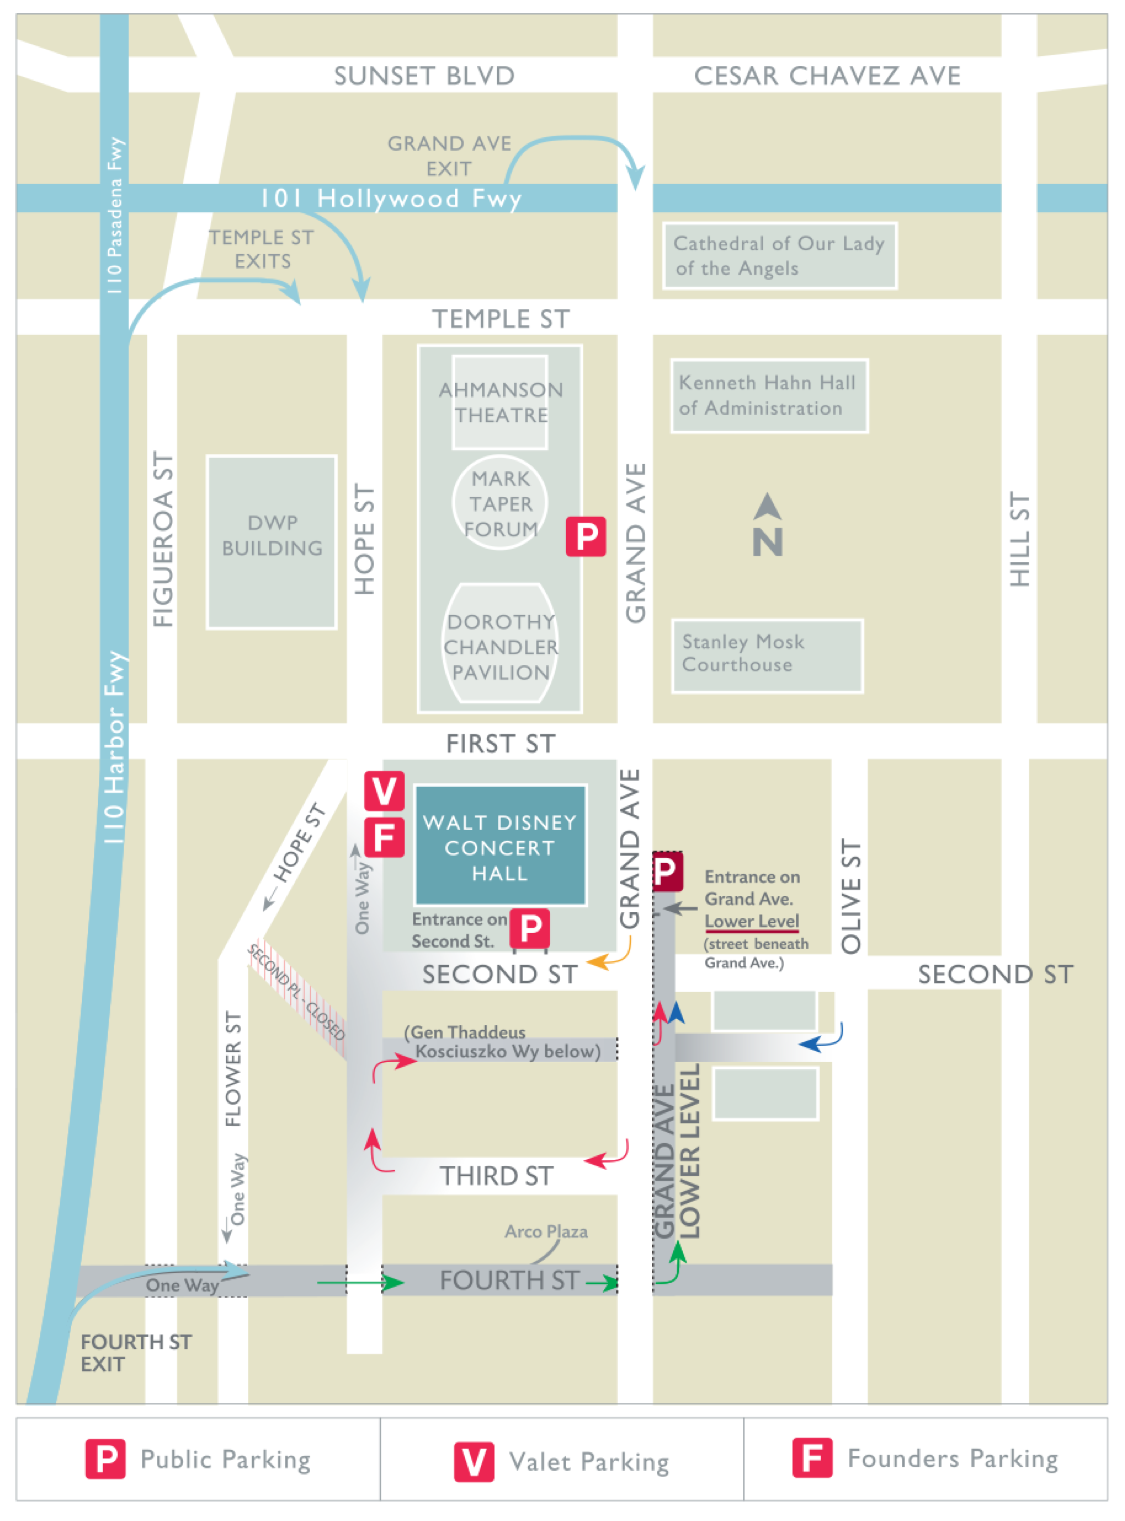 SUNSET BLVD
CESAR CHAVEZ AVE
GRAND AVE
EXIT
110 Pasadena Fwy
101 Hollywood Fwy
TEMPLE ST
EXITS
Cathedral of Our Lady
of the Angels
TEMPLE ST
AHMANSON
THEATRE
Kenneth Hahn Hall
of Administration
FIGUEROA ST
HOPE ST
MARK
TAPER
FORUM
P
GRAND AVE
N
HILL ST
DWP
BUILDING
DOROTHY
CHANDLER
PAVILION
Stanley Mosk
Courthouse
110 Harbor Fwy
FIRST ST
V
F
WALT DISNEY
CONCERT
HALL
GRAND AVE
HOPE ST
One Way
P
Entrance on
Grand Ave.
Lower Level
(street beneath
Grand Ave.)
OLIVE ST
Entrance on
Second St.
P
SECOND ST
SECOND ST
SECOND PL - CLOSED
(Gen Thaddeus
Kosciuszko Wy below)
FLOWER ST
GRAND AVE
LOWER LEVEL
THIRD ST
One Way
Arco Plaza
One Way
FOURTH ST
FOURTH ST
EXIT
P Public Parking
V Valet Parking
F Founders Parking